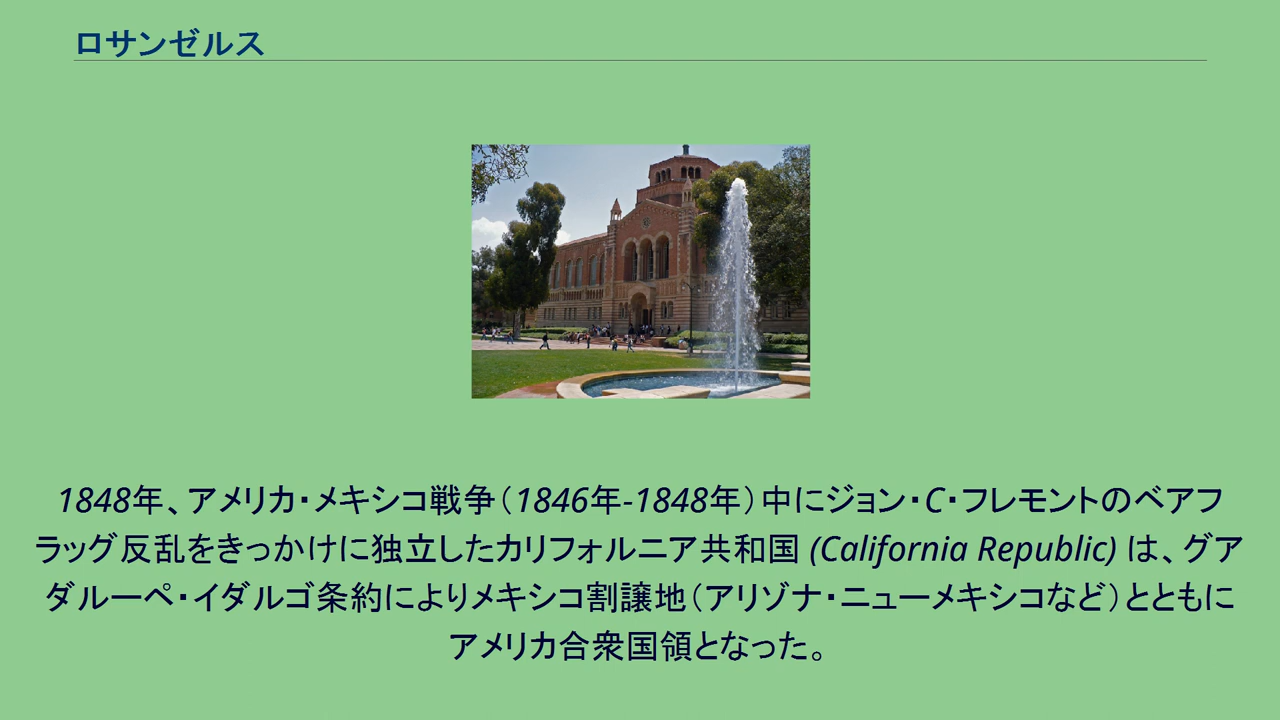 ロサンゼルス
1848年、アメリカ・メキシコ戦争（1846年-1848年）中にジョン・C・フレモントのベアフ
ラッグ反乱をきっかけに独立したカリフォルニア共和国 (California Republic) は、グア
ダルーペ・イダルゴ条約によりメキシコ割譲地（アリゾナ・ニューメキシコなど）とともに
アメリカ合衆国領となった。